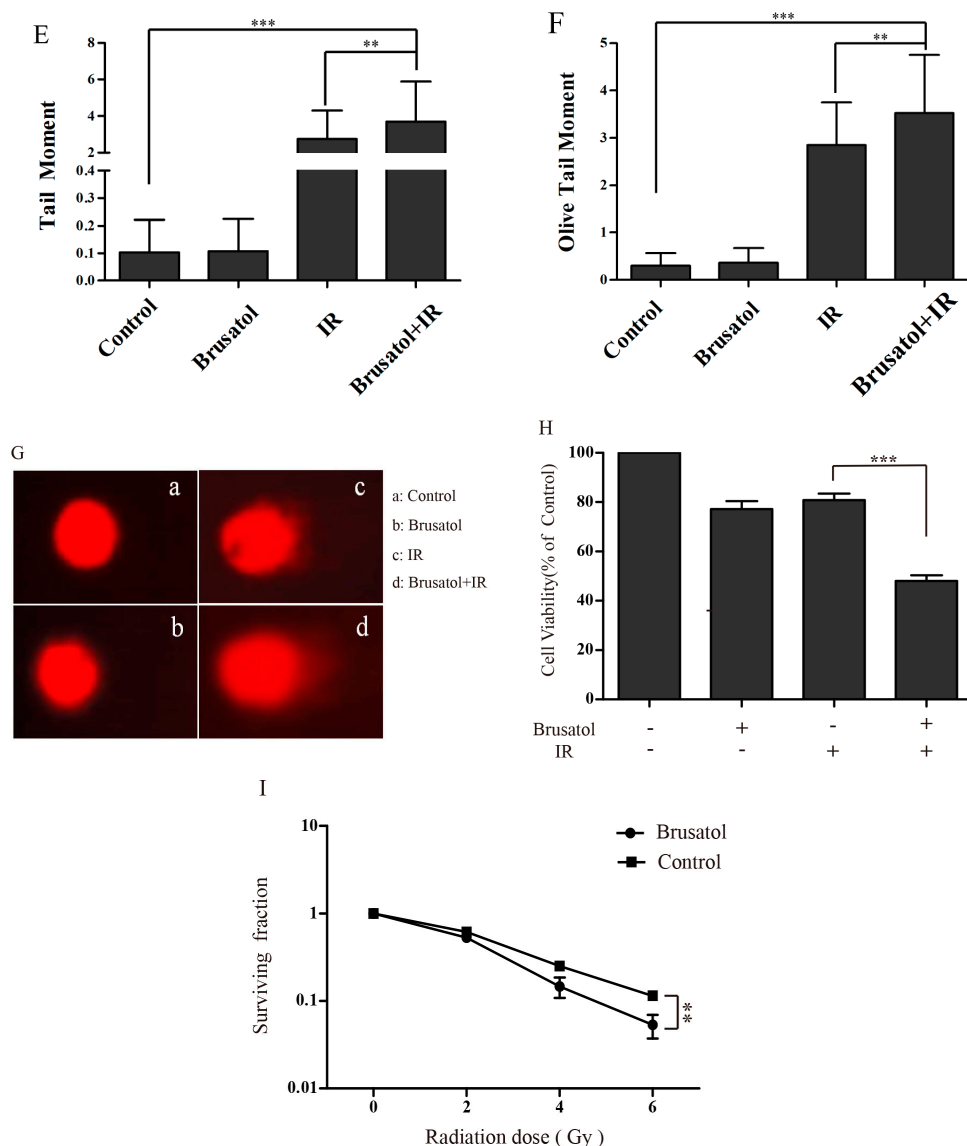 E
***
**
Tail Moment
8
6
4
2
0.4
0.3
0.2
0.1
0.0
Control
Brusatol
IR
Brusatol+IR
F
***
**
Olive Tail Moment
5
4
3
2
1
0
Control
Brusatol
IR
Brusatol+IR
G
a
c
b
d
a: Control
b: Brusatol
c: IR
d: Brusatol+IR
H
***
Cell Viability(% of Control)
100
80
60
40
20
0
Brusatol - + - +
IR - - + +
I
Brusatol
Control
Surviving fraction
10
1
0.1
0.01
**
0 2 4 6
Radiation dose ( Gy )